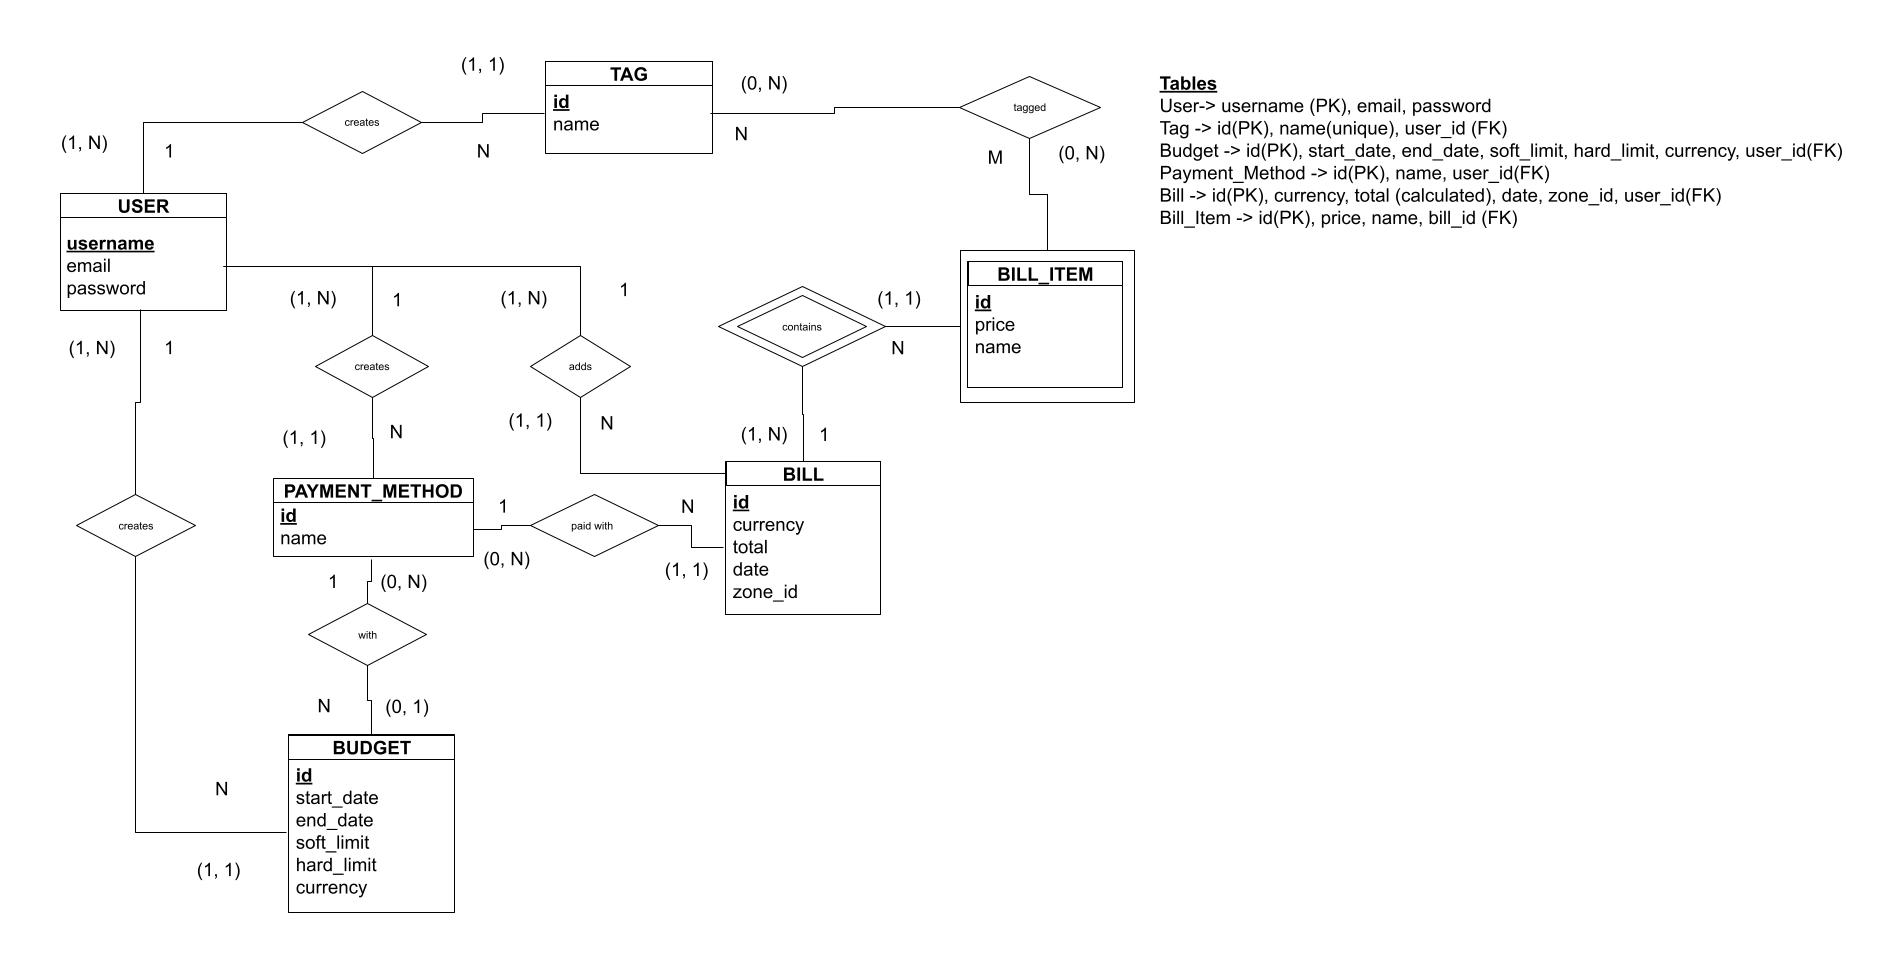 (1, 1)
TAG
(0, N)
id
name
creates
N
N
(1, N)
1
tagged
M
(0, N)
Tables
User-> username (PK), email, password
Tag -> id(PK), name(unique), user_id (FK)
Budget -> id(PK), start_date, end_date, soft_limit, hard_limit, currency, user_id(FK)
Payment_Method -> id(PK), name, user_id(FK)
Bill -> id(PK), currency, total (calculated), date, zone_id, user_id(FK)
Bill_Item -> id(PK), price, name, bill_id (FK)
USER
username
email
password
(1, N)
1
(1, N)
1
(1, N)
1
creates
adds
contains
(1, 1)
N
BILL_ITEM
id
price
name
(1, 1)
N
(1, 1)
N
(1, N)
1
creates
PAYMENT_METHOD
id
name
1
(0, N)
paid with
N
(1, 1)
BILL
id
currency
total
date
zone_id
1
(0, N)
with
N
(0, 1)
N
(1, 1)
BUDGET
id
start_date
end_date
soft_limit
hard_limit
currency